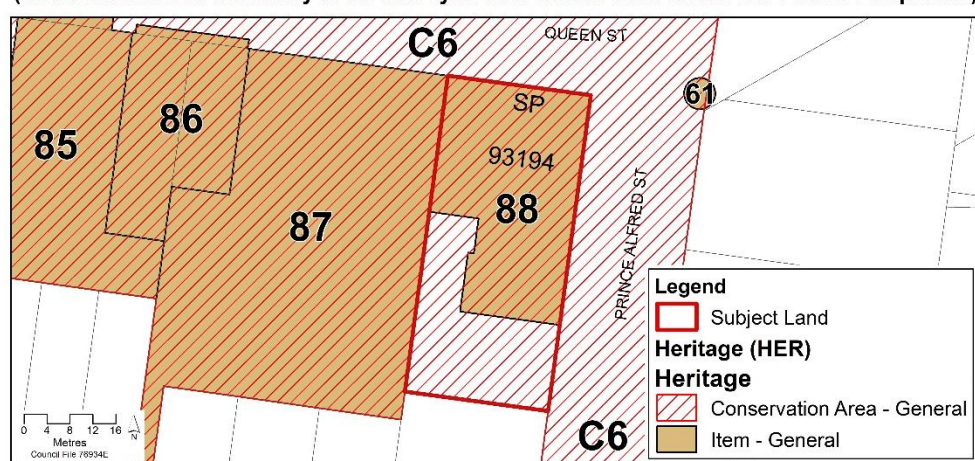 C6
QUEEN ST
61
SP
93194
85
86
87
88
PRINCE ALFRED ST
C6
0 4 8 12 16
Metres
Council File 76934E
N
Legend
Subject Land
Heritage (HER)
Heritage
Conservation Area - General
Item - General